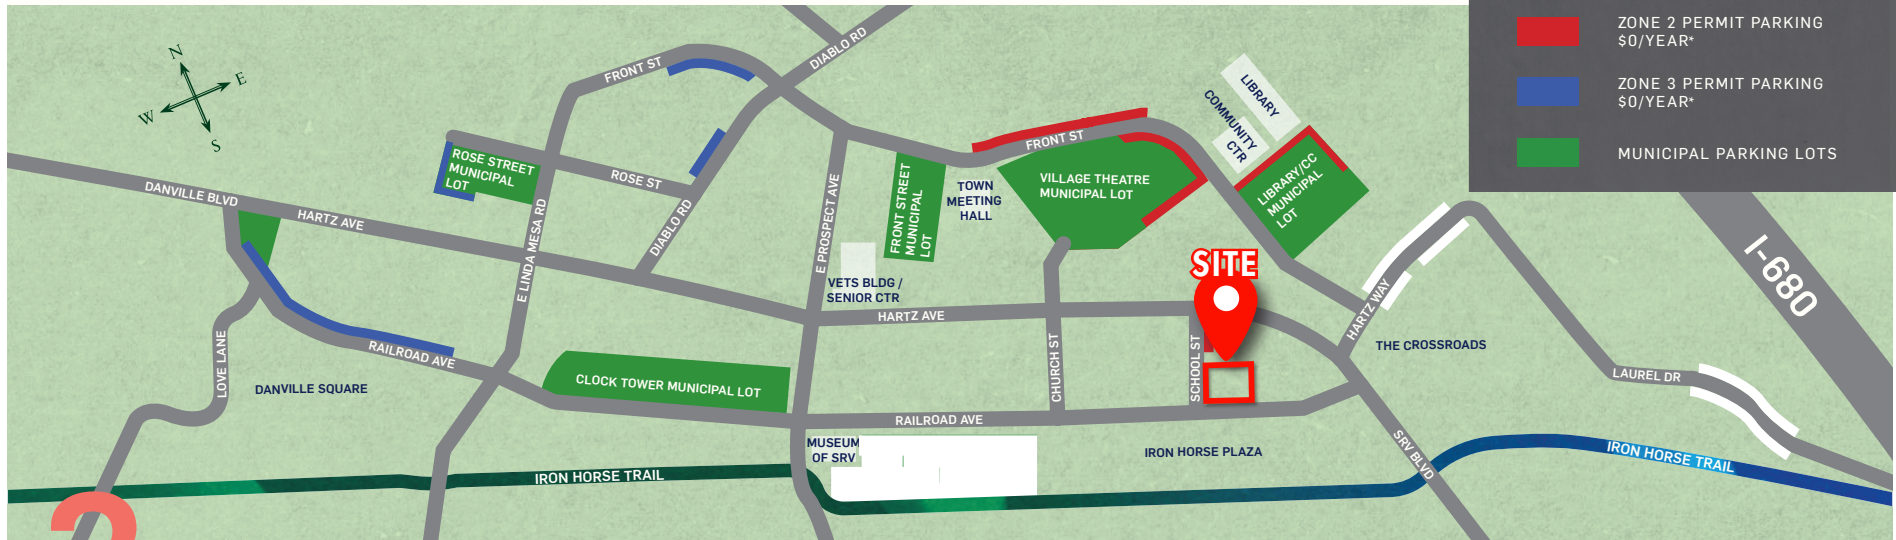 ZONE 2 PERMIT PARKING
$0/YEAR*
ZONE 3 PERMIT PARKING
$0/YEAR*
MUNICIPAL PARKING LOTS
N
E
W
S
FRONT ST
DIABLO RD
LIBRARY
COMMUNITY
CTR
FRONT ST
ROSE STREET
MUNICIPAL
LOT
ROSE ST
DANVILLE BLVD
HARTZ AVE
E LINDA MESA RD
DIABLO RD
E PROSPECT AVE
FRONT STREET
MUNICIPAL
LOT
TOWN
MEETING
HALL
VILLAGE THEATRE
MUNICIPAL LOT
LIBRARY/CC
MUNICIPAL
LOT
I-680
SITE
VETS BLDG /
SENIOR CTR
HARTZ AVE
HARTZ WAY
THE CROSSROADS
LAUREL DR
LOVE LANE
RAILROAD AVE
DANVILLE SQUARE
CLOCK TOWER MUNICIPAL LOT
CHURCH ST
SCHOOL ST
RAILROAD AVE
MUSEUM
OF SRV
IRON HORSE PLAZA
SRV BLVD
IRON HORSE TRAIL
IRON HORSE TRAIL